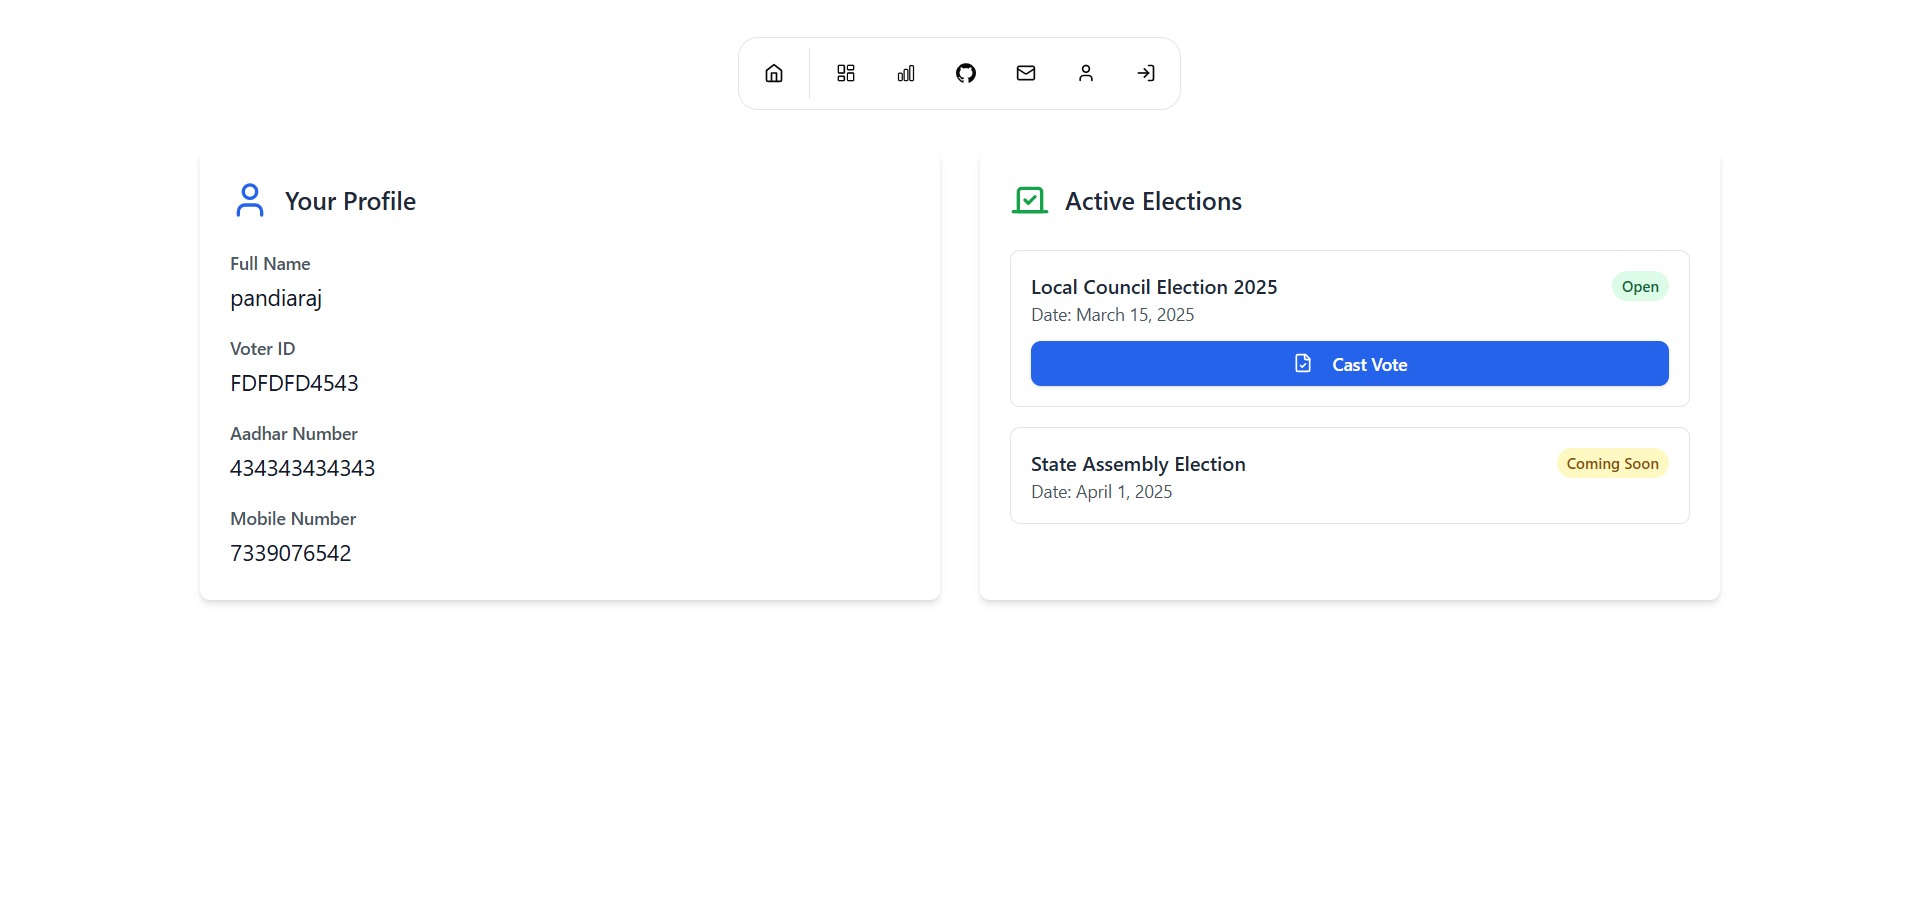 Your Profile
Full Name
pandiaraj
Voter ID
FDFDFD4543
Aadhar Number
434343434343
Mobile Number
7339076542
Active Elections
Local Council Election 2025
Open
Date: March 15, 2025
Cast Vote
State Assembly Election
Coming Soon
Date: April 1, 2025